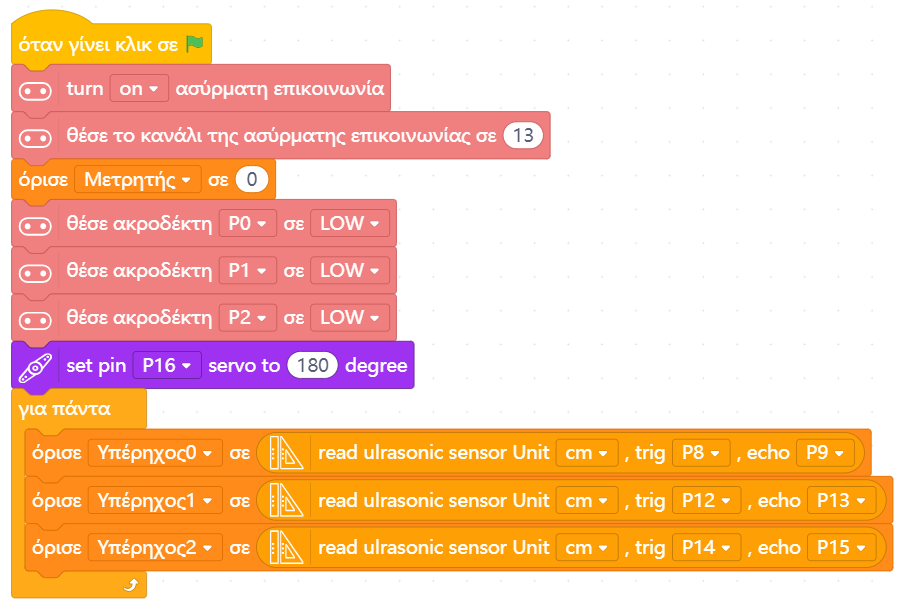 όταν γίνει κλικ σε
turn on ασύρματη επικοινωνία
θέσε το κανάλι της ασύρματης επικοινωνίας σε 13
όρισε Μετρητής σε 0
θέσε ακροδέκτη P0 σε LOW
θέσε ακροδέκτη P1 σε LOW
θέσε ακροδέκτη P2 σε LOW
set pin P16 servo to 180 degree
για πάντα
όρισε Υπέρηχος0 σε read ulrasonic sensor Unit cm , trig P8 , echo P9
όρισε Υπέρηχος1 σε read ulrasonic sensor Unit cm , trig P12 , echo P13
όρισε Υπέρηχος2 σε read ulrasonic sensor Unit cm , trig P14 , echo P15